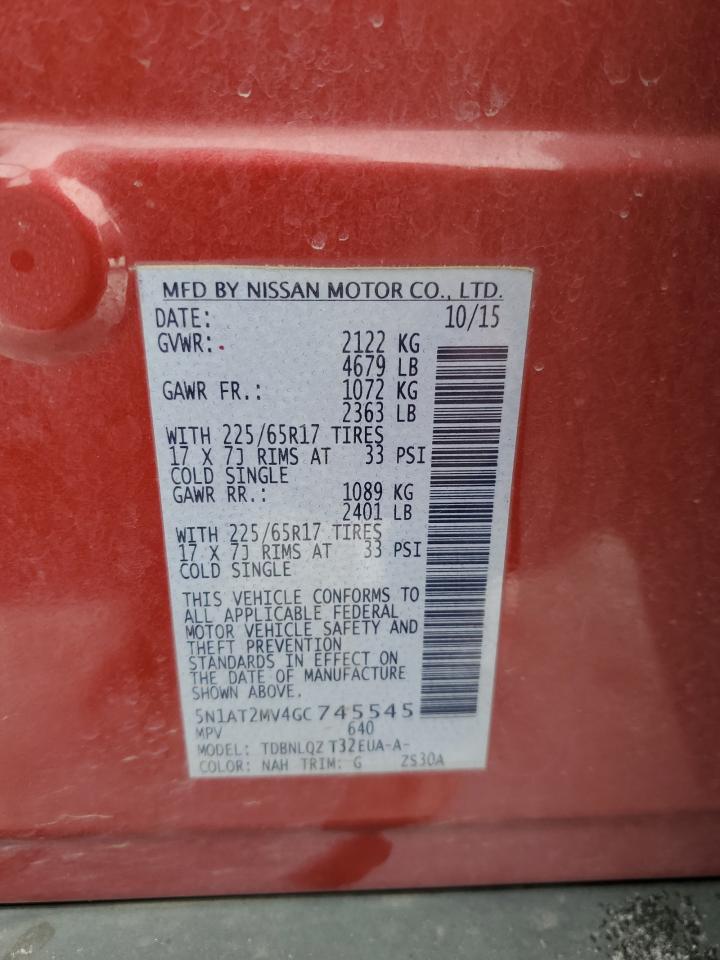 MFD BY NISSAN MOTOR CO., LTD.
DATE: 10/15
GVWR: 2122 KG
4679 LB
GAWR FR.: 1072 KG
2363 LB
WITH 225/65R17 TIRES
17 X 7J RIMS AT 33 PSI
COLD SINGLE
GAWR RR.: 1089 KG
2401 LB
WITH 225/65R17 TIRES
17 X 7J RIMS AT 33 PSI
COLD SINGLE
THIS VEHICLE CONFORMS TO
ALL APPLICABLE FEDERAL
MOTOR VEHICLE SAFETY AND
THEFT PREVENTION
STANDARDS IN EFFECT ON
THE DATE OF MANUFACTURE
SHOWN ABOVE.
5N1AT2MV4GC745545
MPV 640
MODEL: TDBNLQZ T32EUA-A-
COLOR: NAH TRIM: G ZS30A